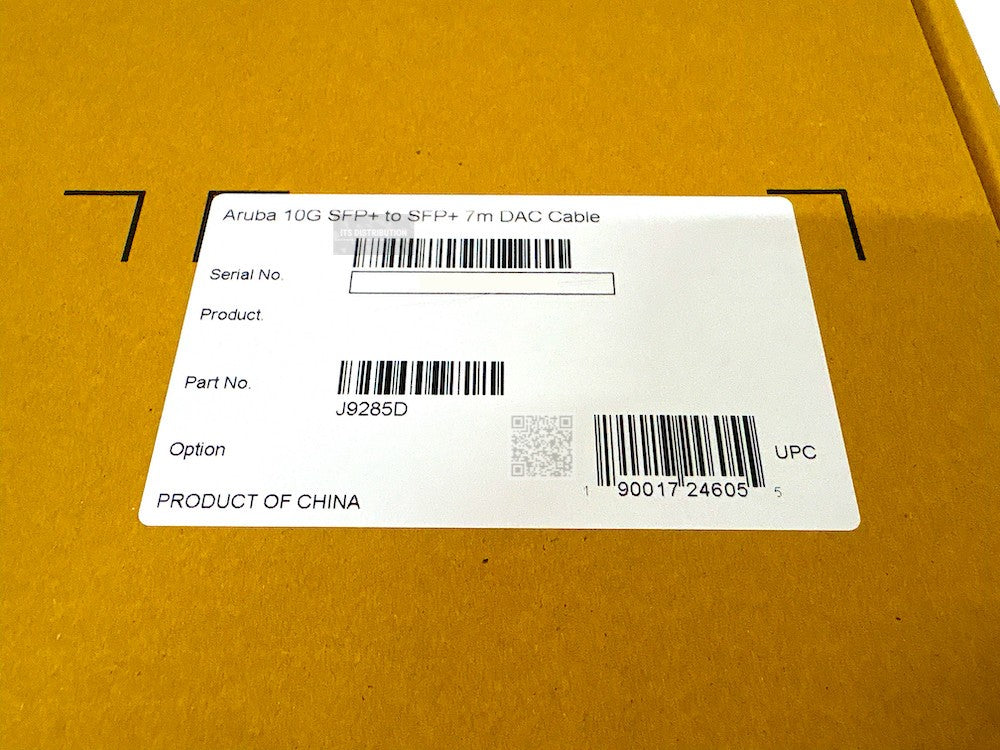 Aruba 10G SFP+ to SFP+ 7m DAC Cable
ITS DISTRIBUTION
Serial No.
Product.
Part No.
J9285D
Option
UPC
1 90017 24605 5
PRODUCT OF CHINA